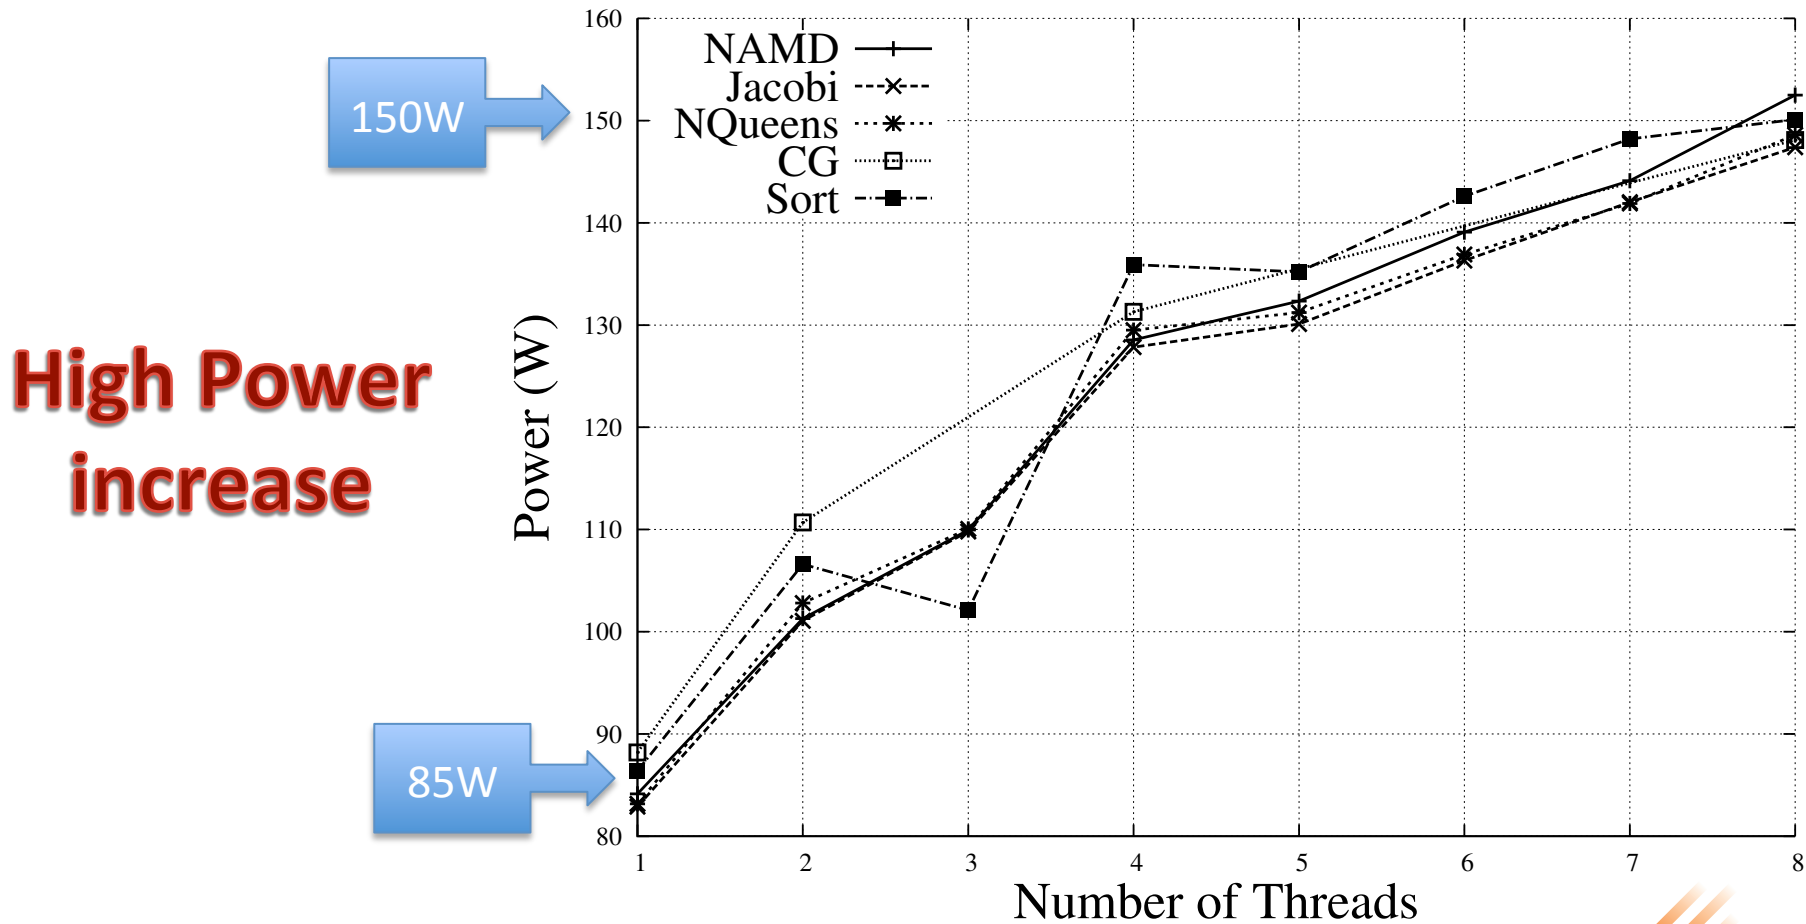 160
150
140
130
120
110
100
90
80
Power (W)
NAMD
Jacobi
NQueens
CG
Sort
150W
High Power
increase
85W
1 2 3 4 5 6 7 8
Number of Threads